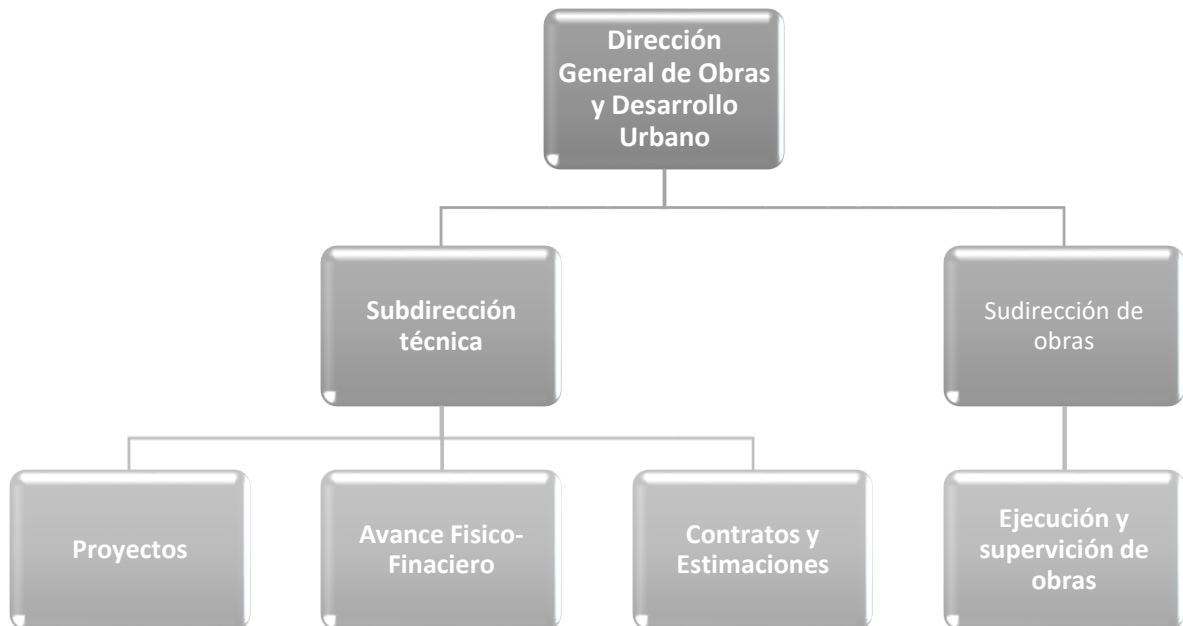 Dirección
General de Obras
y Desarrollo
Urbano
Subdirección
técnica
Sudirección de
obras
Proyectos
Avance Fisico-
Finaciero
Contratos y
Estimaciones
Ejecución y
supervición de
obras